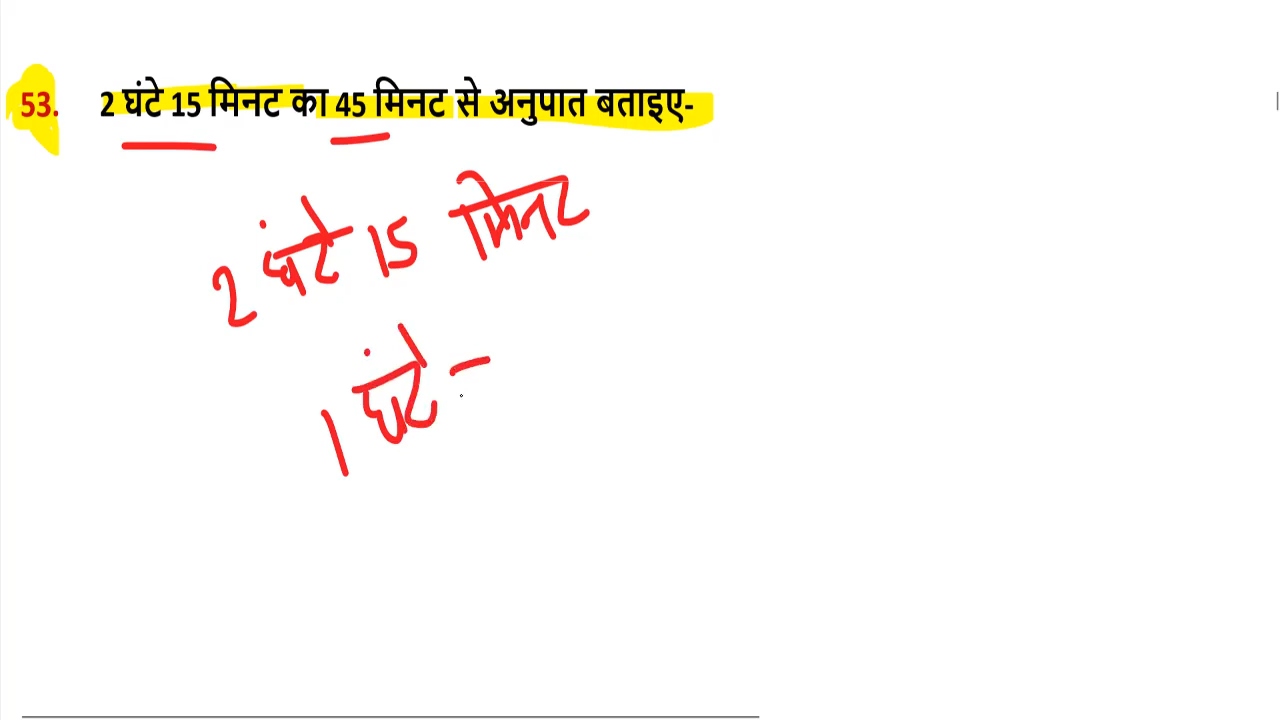 53. 2 घंटे 15 मिनट का 45 मिनट से अनुपात बताइए-
2 घंटे 15 मिनट
1 घंटे -